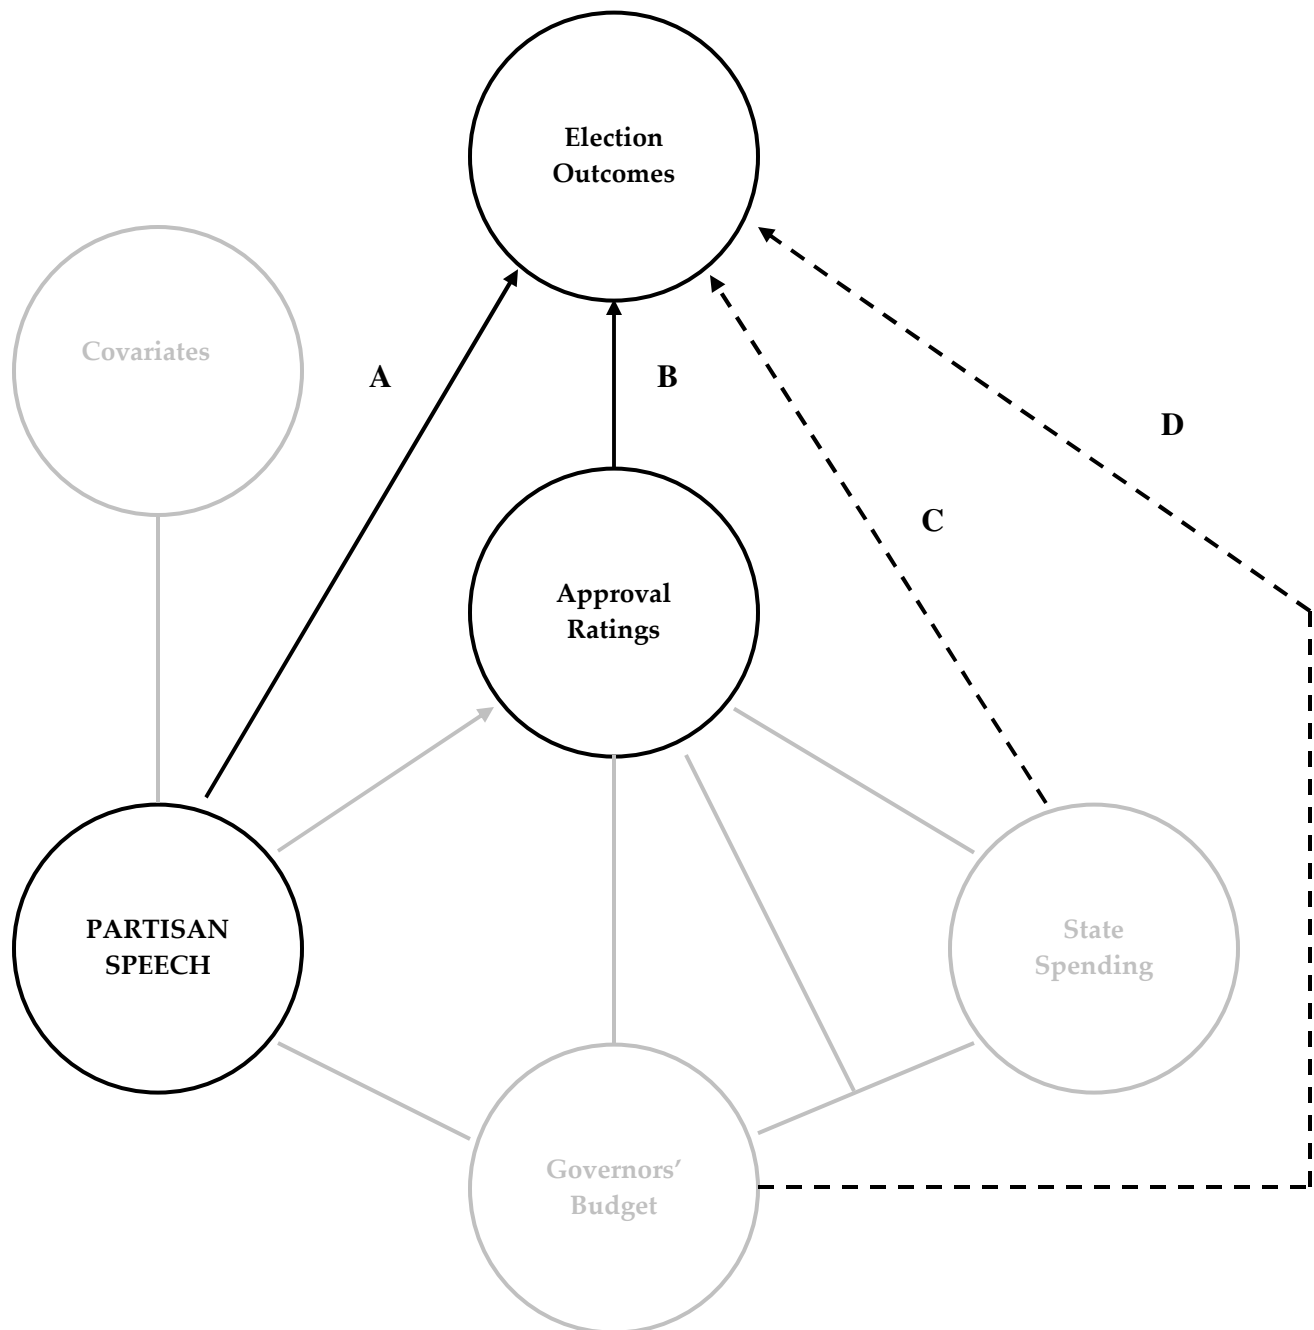 Election
Outcomes
Covariates
A
B
D
C
Approval
Ratings
PARTISAN
SPEECH
State
Spending
Governors’
Budget